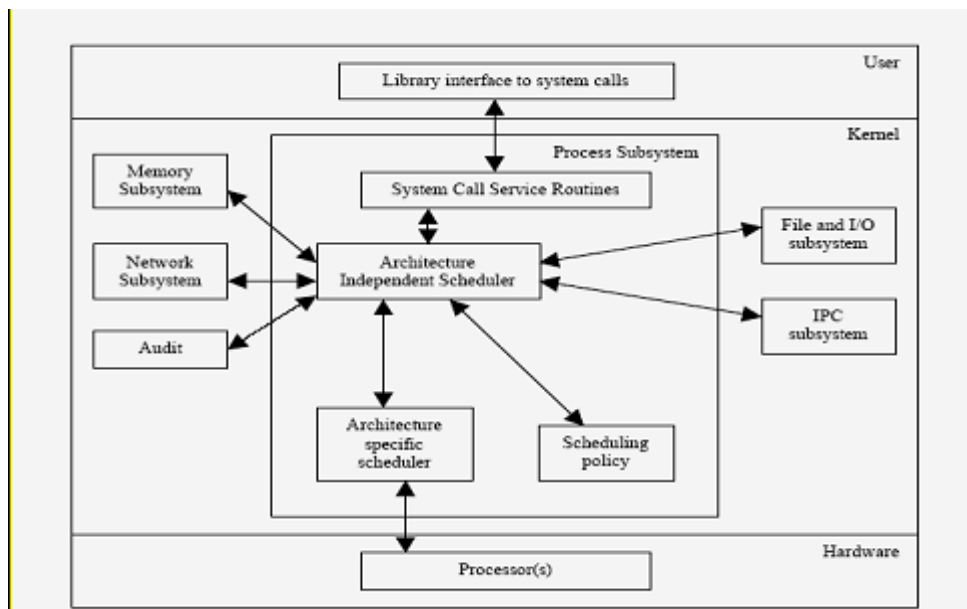 User
Library interface to system calls
Kernel
Process Subsystem
Memory
Subsystem
System Call Service Routines
File and I/O
subsystem
Network
Subsystem
Architecture
Independent Scheduler
IPC
subsystem
Audit
Architecture
specific
scheduler
Scheduling
policy
Hardware
Processor(s)